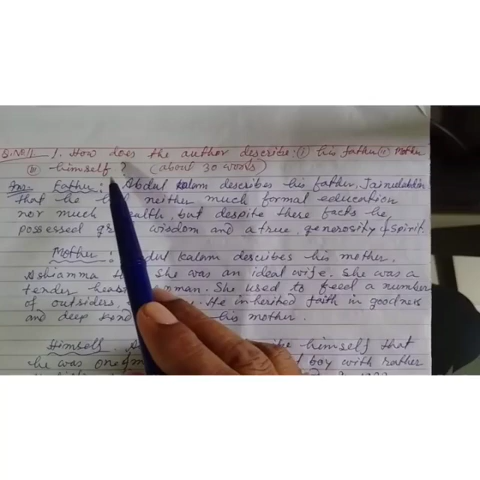 Q.No.1 1. How does the author describe: (i) his father (ii) Mother
(iii) himself? (about 30 words)
Ans. Father: Abdul Kalam describes his father, Jainulabdin
that he had neither much formal education
nor much wealth, but despite these facts he
possessed wisdom and a true generosity of spirit.
Mother: Kalam describes his mother,
Ashiamma She was an ideal wife. She was a
tender She used to feed a number
of outsiders, He inherited faith in goodness
and deep his mother.
Himself. himself that
he was one boy with rather